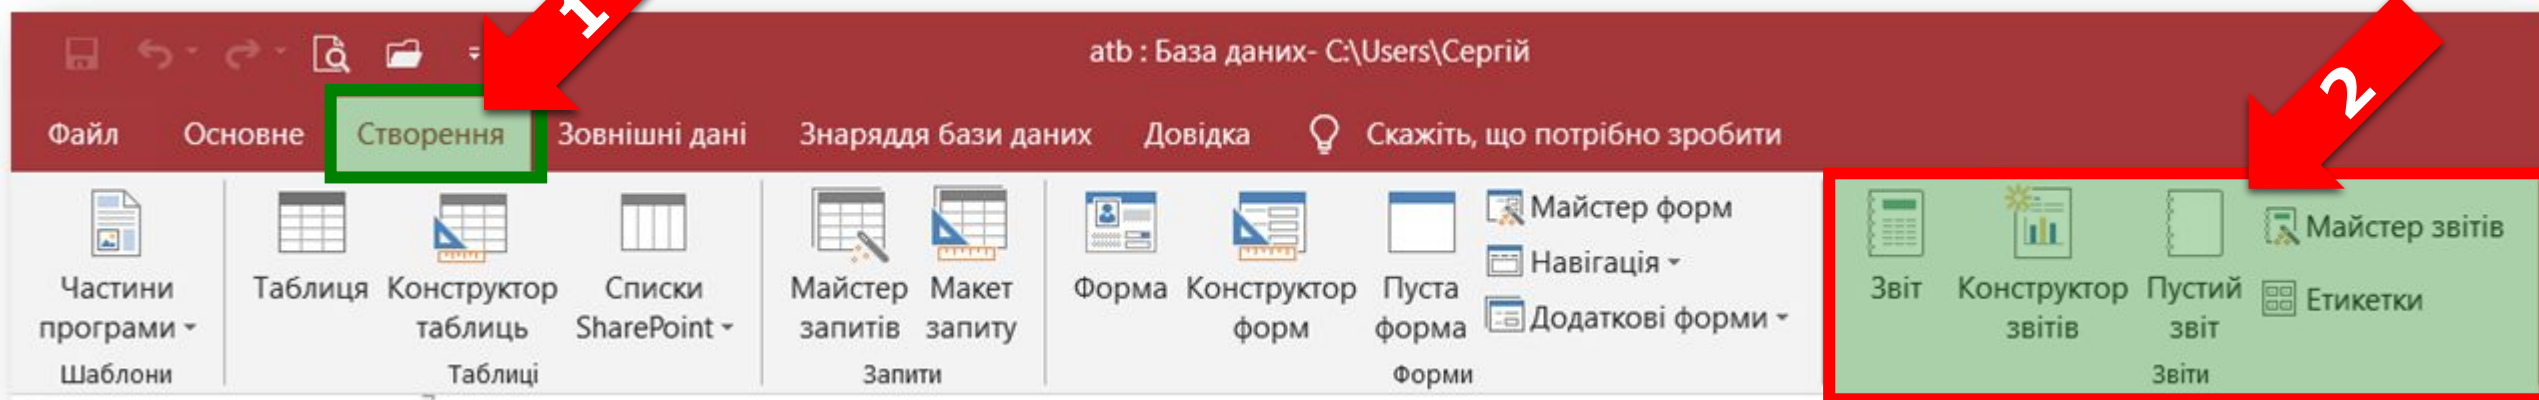 1
atb : База даних- C:\Users\Сергій
2
Файл Основне Створення Зовнішні дані Знаряддя бази даних Довідка Скажіть, що потрібно зробити
Частини
програми
Шаблони
Таблиця
Конструктор
таблиць
Списки
SharePoint
Таблиці
Майстер
запитів
Макет
запиту
Запити
Форма
Конструктор
форм
Пуста
форма
Майстер форм
Навігація
Додаткові форми
Форми
Звіт
Конструктор
звітів
Пустий
звіт
Майстер звітів
Етикетки
Звіти